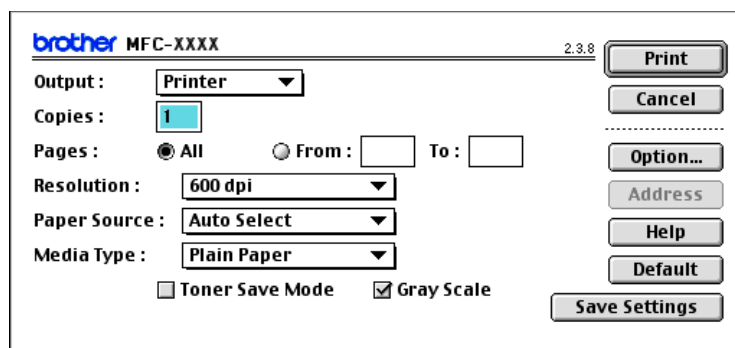 brother MFC-XXXX 2.3.8
Print
Output : Printer
Cancel
Copies : 1
Pages : All From : To :
Option...
Resolution : 600 dpi
Address
Paper Source : Auto Select
Help
Media Type : Plain Paper
Default
Toner Save Mode Gray Scale
Save Settings